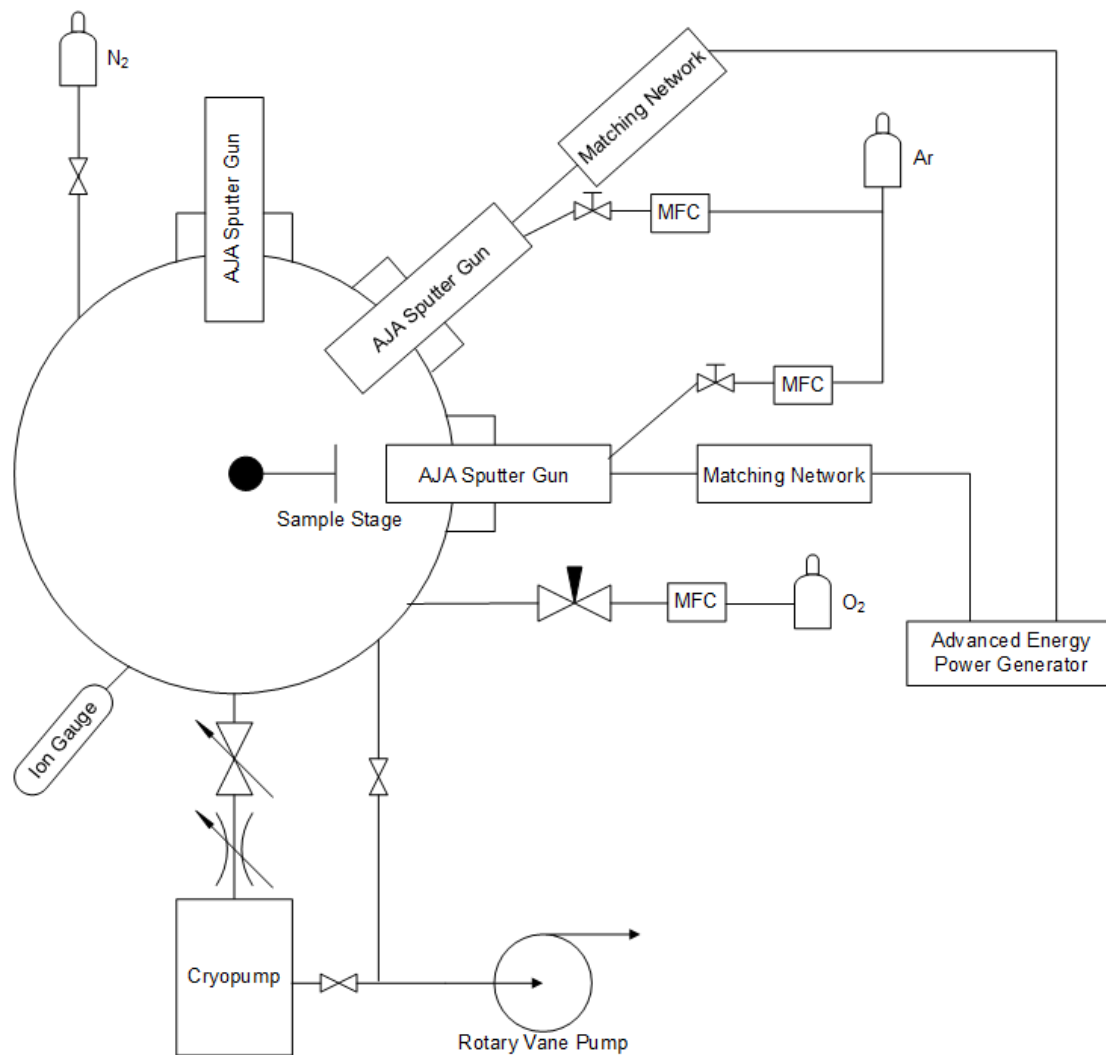 N₂
Matching Network
Ar
AJA Sputter Gun
MFC
AJA Sputter Gun
MFC
AJA Sputter Gun
Matching Network
Sample Stage
MFC
O₂
Advanced Energy
Power Generator
Ion Gauge
Cryopump
Rotary Vane Pump